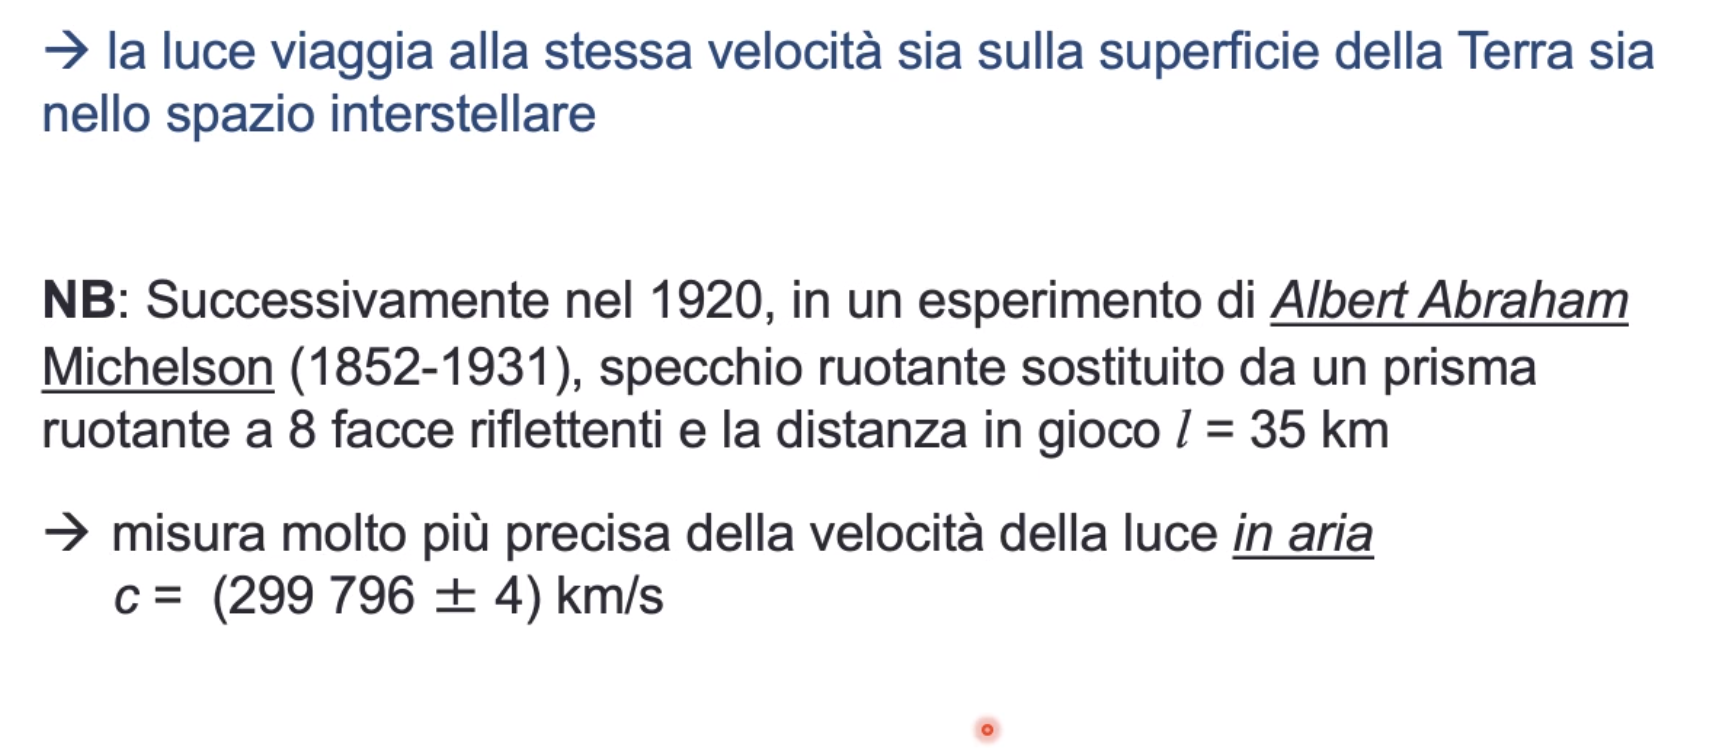 → la luce viaggia alla stessa velocità sia sulla superficie della Terra sia
nello spazio interstellare
NB: Successivamente nel 1920, in un esperimento di Albert Abraham
Michelson (1852-1931), specchio ruotante sostituito da un prisma
ruotante a 8 facce riflettenti e la distanza in gioco l = 35 km
→ misura molto più precisa della velocità della luce in aria
c = (299 796 ± 4) km/s